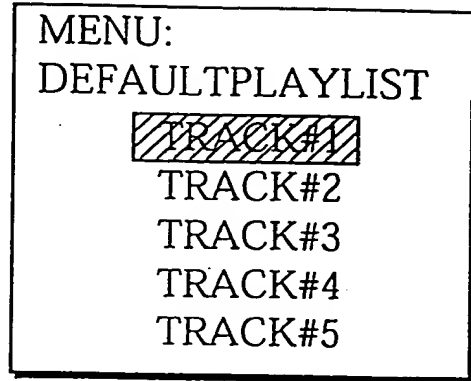 MENU:
DEFAULTPLAYLIST
TRACK#1
TRACK#2
TRACK#3
TRACK#4
TRACK#5